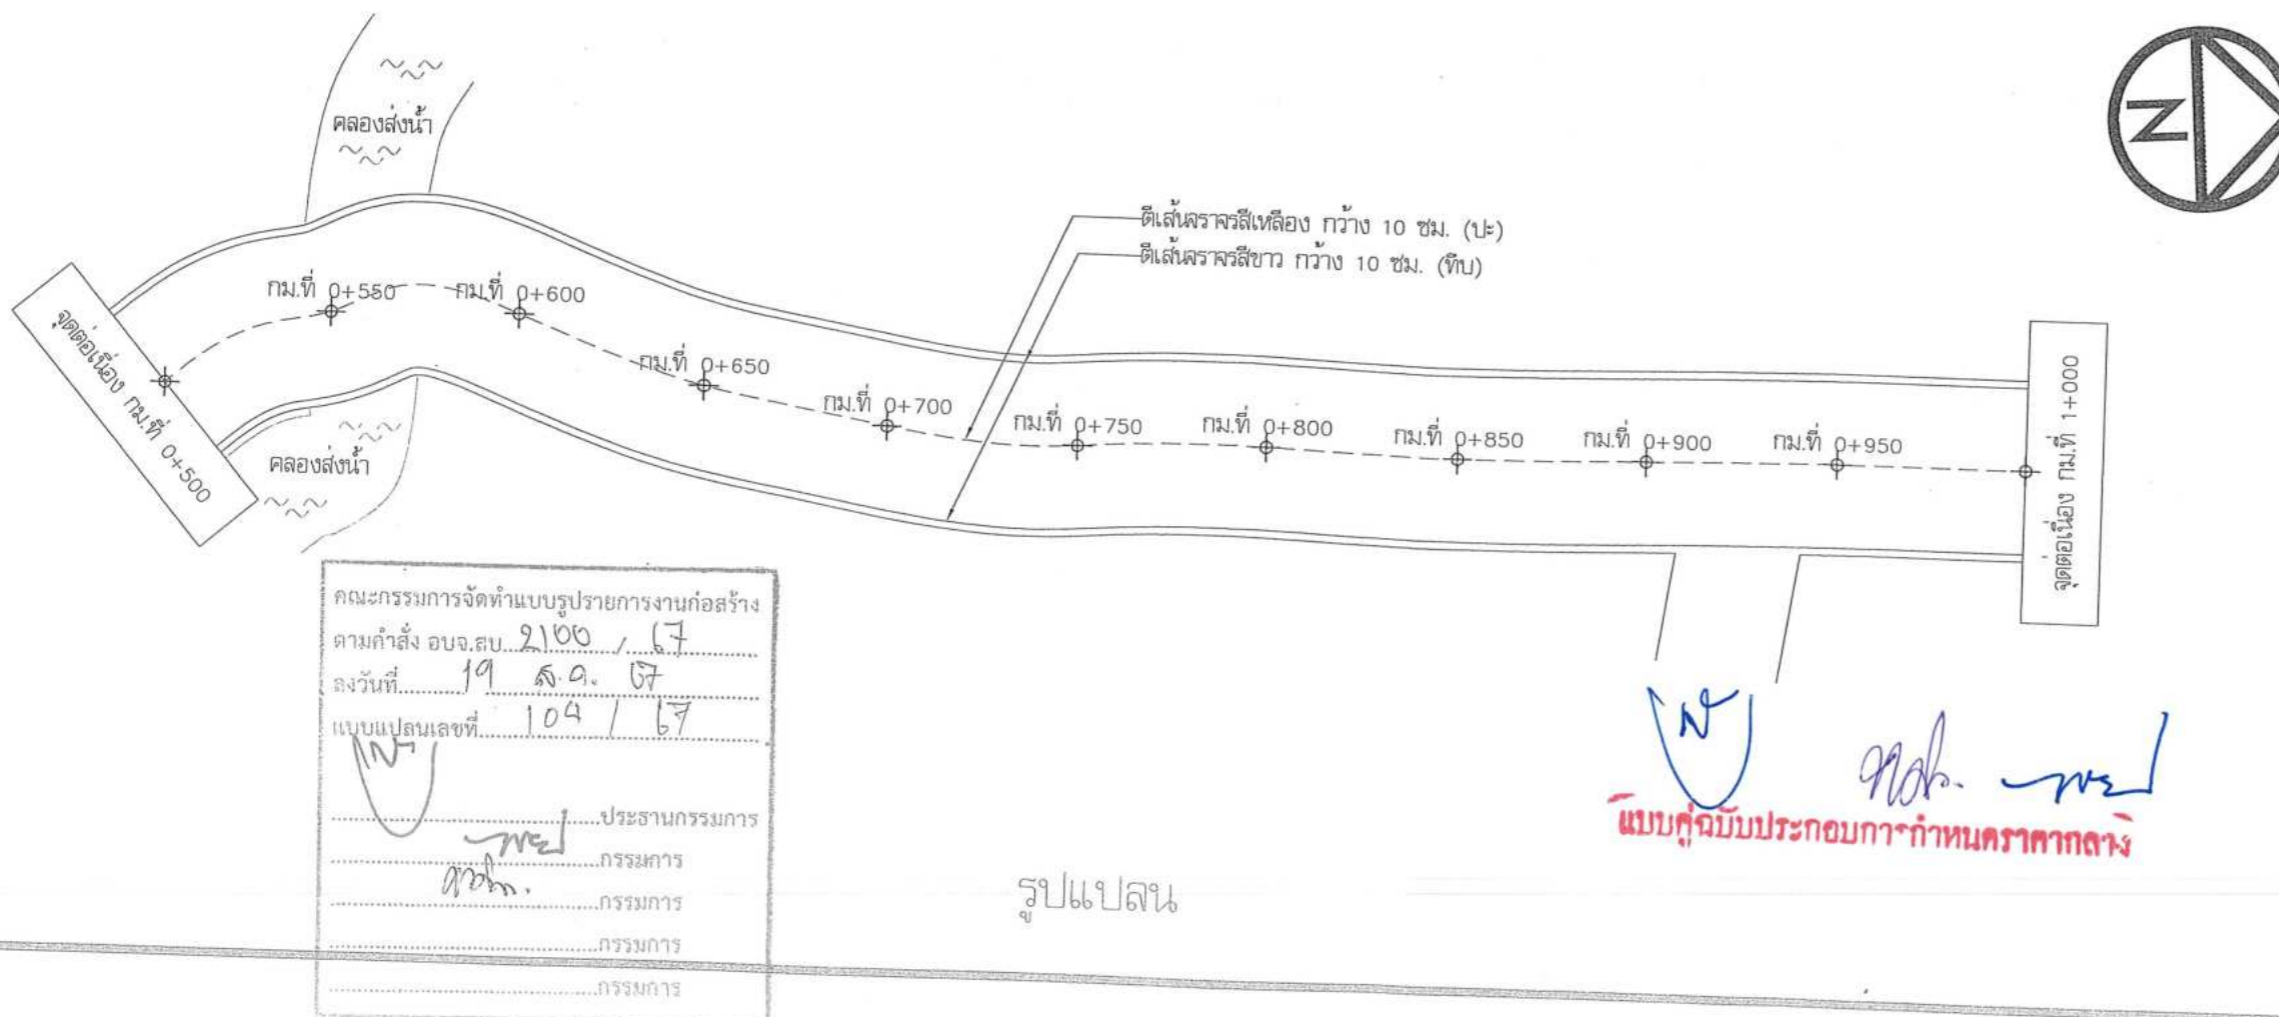 N
คลองส่งน้ำ
ตีเส้นจราจรสีเหลือง กว้าง 10 ซม. (ปะ)
ตีเส้นจราจรสีขาว กว้าง 10 ซม. (ทึบ)
จุดต่อเนื่อง กม.ที่ 0+500
กม.ที่ 0+550
กม.ที่ 0+600
กม.ที่ 0+650
กม.ที่ 0+700
กม.ที่ 0+750
กม.ที่ 0+800
กม.ที่ 0+850
กม.ที่ 0+900
กม.ที่ 0+950
จุดต่อเนื่อง กม.ที่ 1+000
คลองส่งน้ำ
คณะกรรมการจัดทำแบบรูปรายการงานก่อสร้าง
ตามคำสั่ง อบจ.สบ. 2100 / 67
ลงวันที่ 19 ส.ค. 67
แบบแปลนเลขที่ 104 / 67
ประธานกรรมการ
กรรมการ
กรรมการ
กรรมการ
กรรมการ
แบบคู่ฉบับประกอบการกำหนดราคากลาง
รูปแปลน